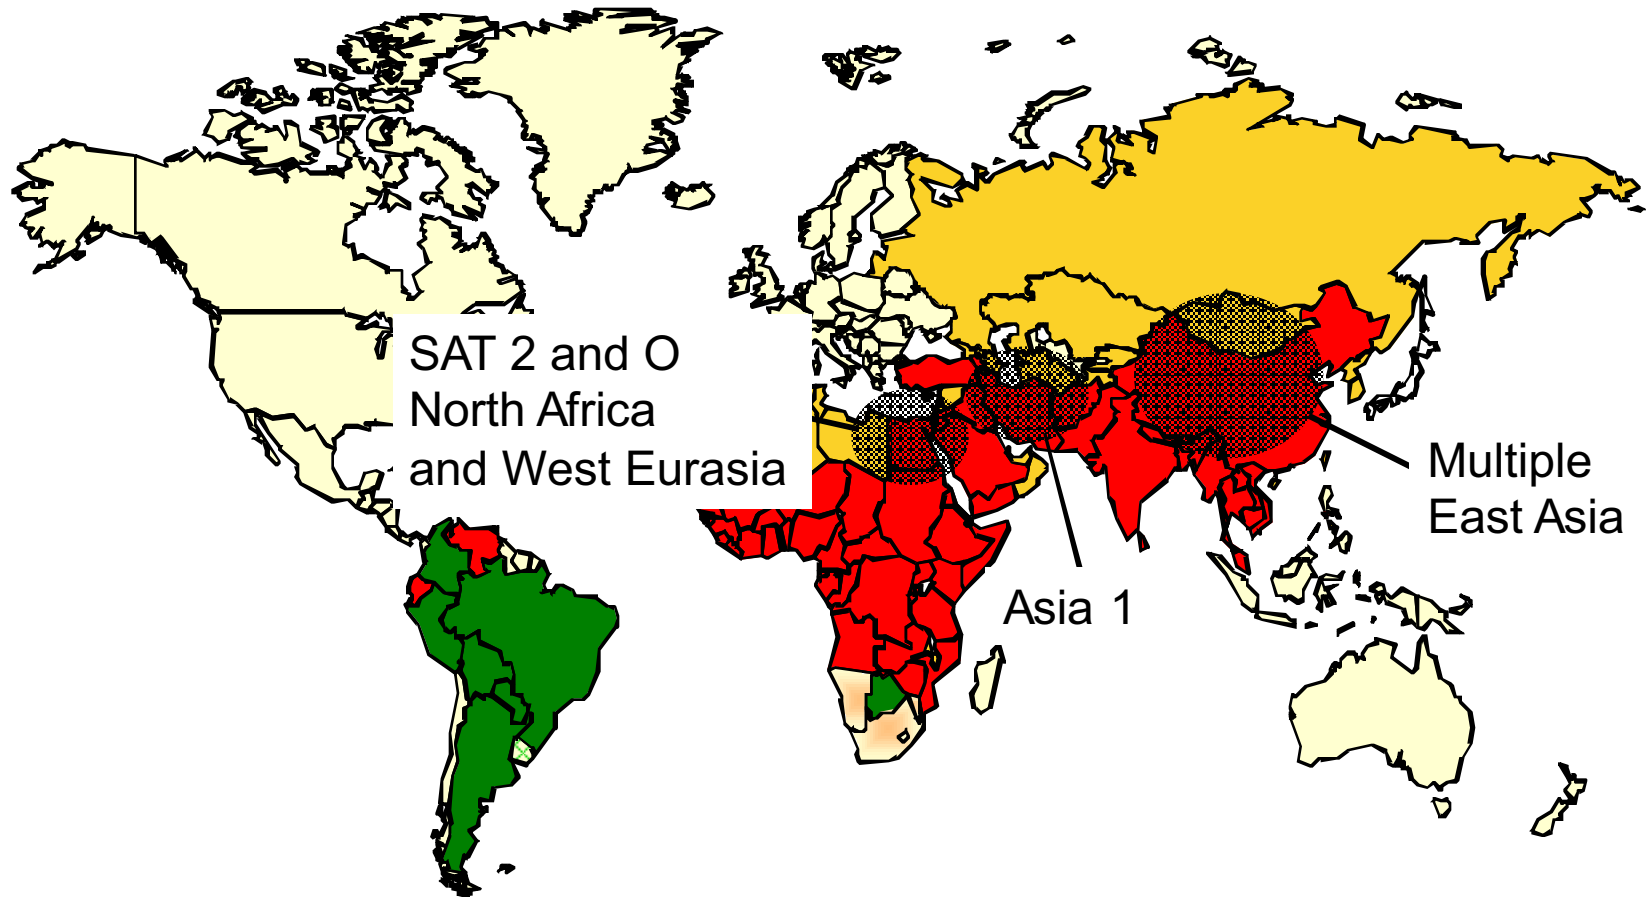 SAT 2 and O
North Africa
and West Eurasia
Multiple
East Asia
Asia 1